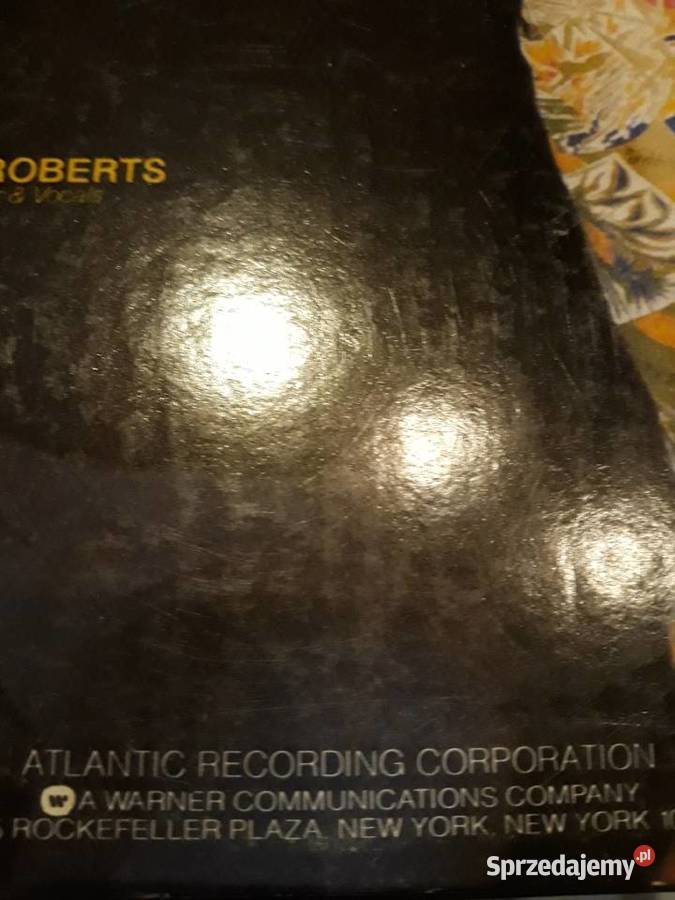 ROBERTS
& Vocals
ATLANTIC RECORDING CORPORATION
W A WARNER COMMUNICATIONS COMPANY
ROCKEFELLER PLAZA, NEW YORK, NEW YORK
Sprzedajemy.pl